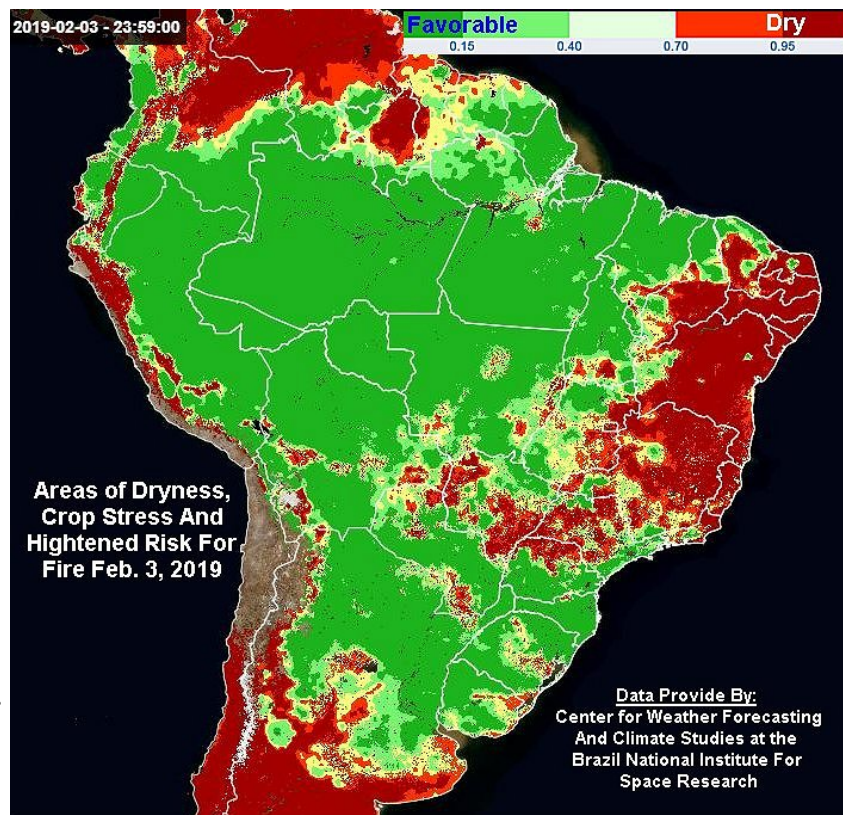 2019-02-03 - 23:59:00
Favorable
Dry
0.15 0.40 0.70 0.95
Areas of Dryness,
Crop Stress And
Hightened Risk For
Fire Feb. 3, 2019
Data Provide By:
Center for Weather Forecasting
And Climate Studies at the
Brazil National Institute For
Space Research